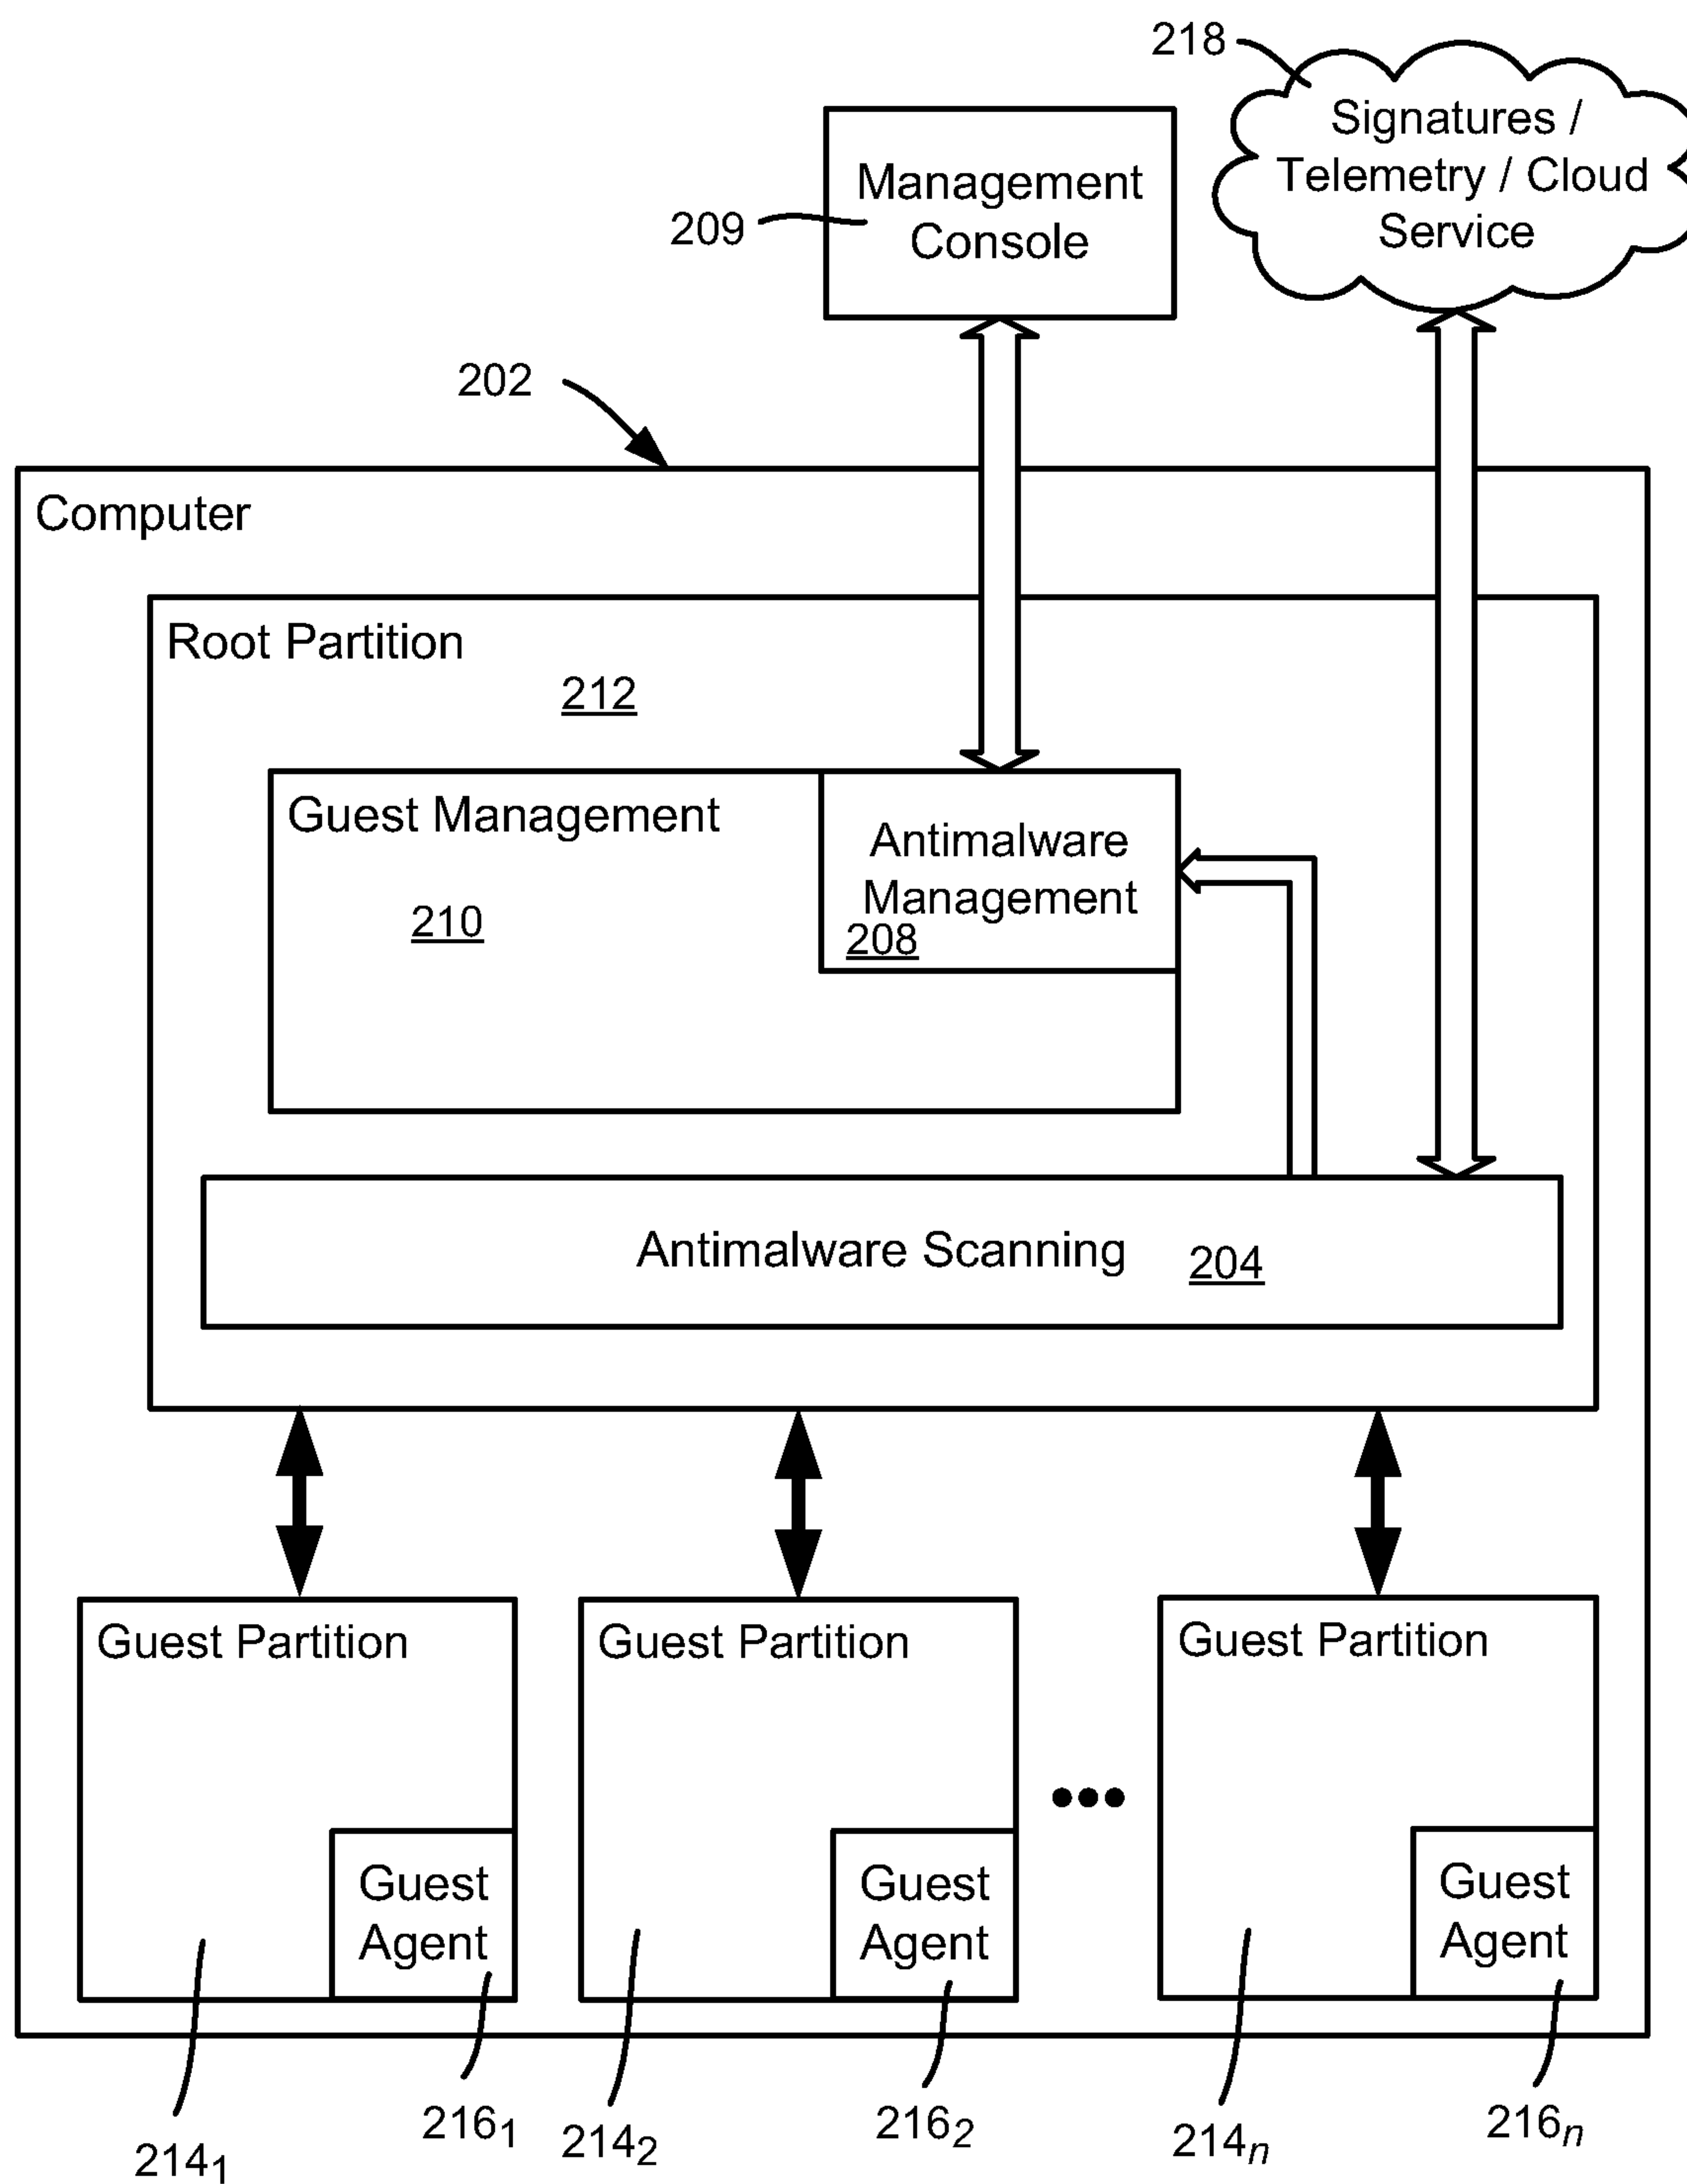 218
Signatures /
Telemetry / Cloud
Service
Management
Console
209
202
Computer
Root Partition
212
Guest Management
210
Antimalware
Management
208
Antimalware Scanning 204
Guest Partition
Guest
Agent
Guest Partition
Guest
Agent
Guest Partition
Guest
Agent
214₁
216₁
214₂
216₂
214ₙ
216ₙ